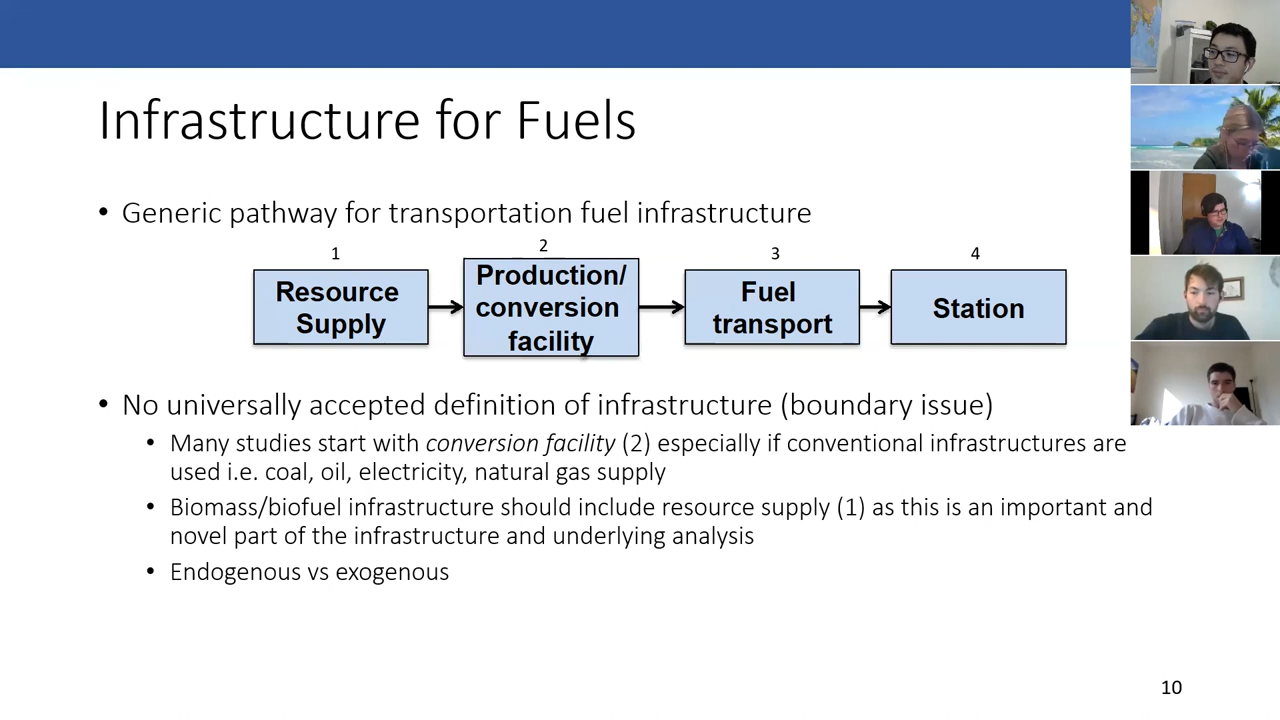 Infrastructure for Fuels
• Generic pathway for transportation fuel infrastructure
1
2
3
4
Resource
Supply
Production/
conversion
facility
Fuel
transport
Station
• No universally accepted definition of infrastructure (boundary issue)
• Many studies start with conversion facility (2) especially if conventional infrastructures are
used i.e. coal, oil, electricity, natural gas supply
• Biomass/biofuel infrastructure should include resource supply (1) as this is an important and
novel part of the infrastructure and underlying analysis
• Endogenous vs exogenous
10